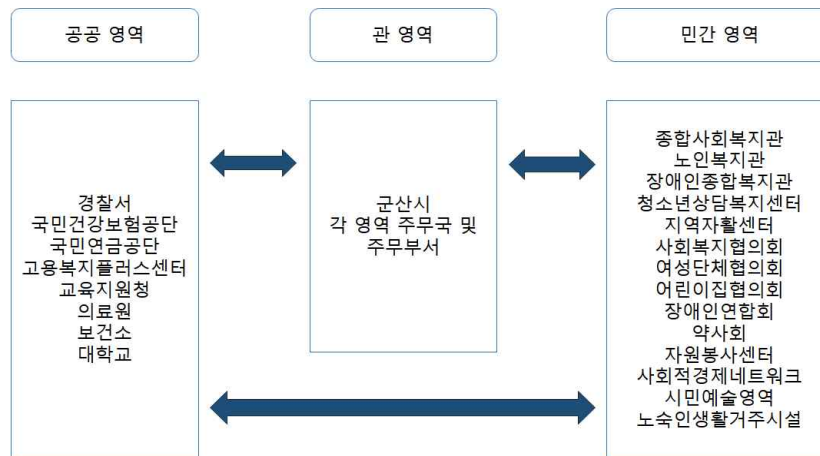 공공 영역
관 영역
민간 영역
경찰서
국민건강보험공단
국민연금공단
고용복지플러스센터
교육지원청
의료원
보건소
대학교
군산시
각 영역 주무국 및
주무부서
종합사회복지관
노인복지관
장애인종합복지관
청소년상담복지센터
지역자활센터
사회복지협의회
여성단체협의회
어린이집협의회
장애인연합회
약사회
자원봉사센터
사회적경제네트워크
시민예술영역
노숙인생활거주시설